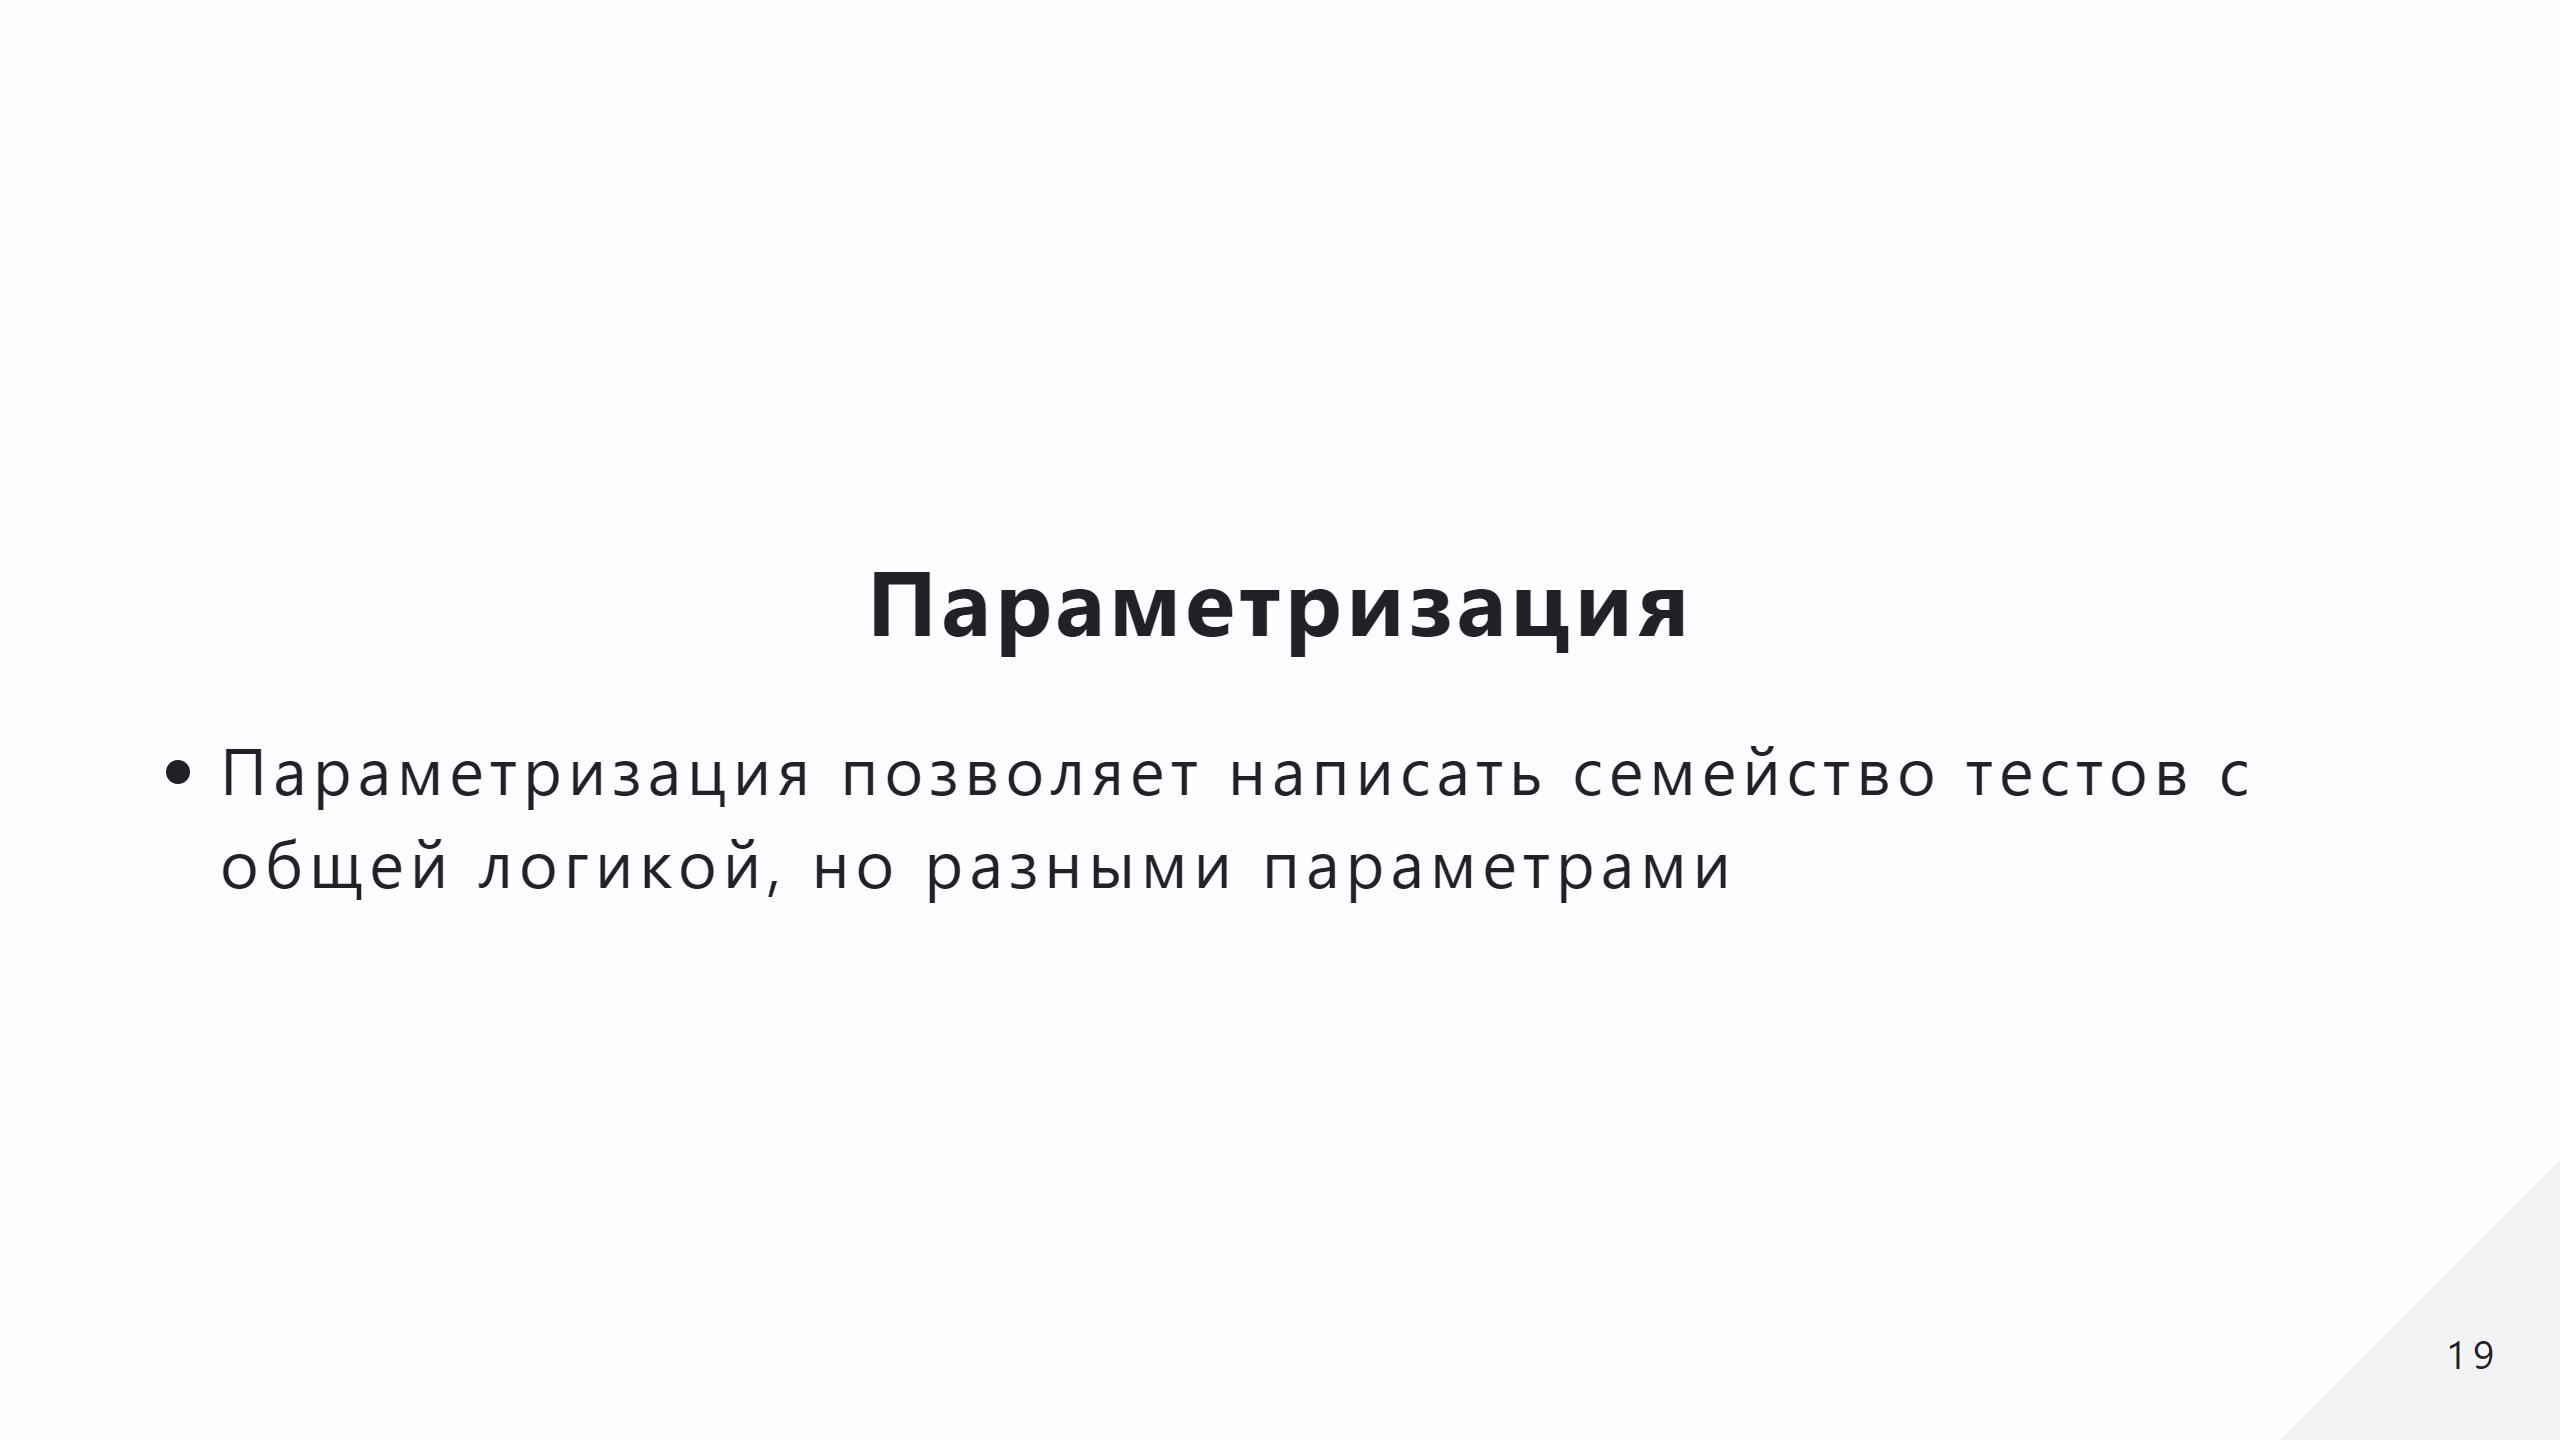 Параметризация
• Параметризация позволяет написать семейство тестов с
общей логикой, но разными параметрами
19